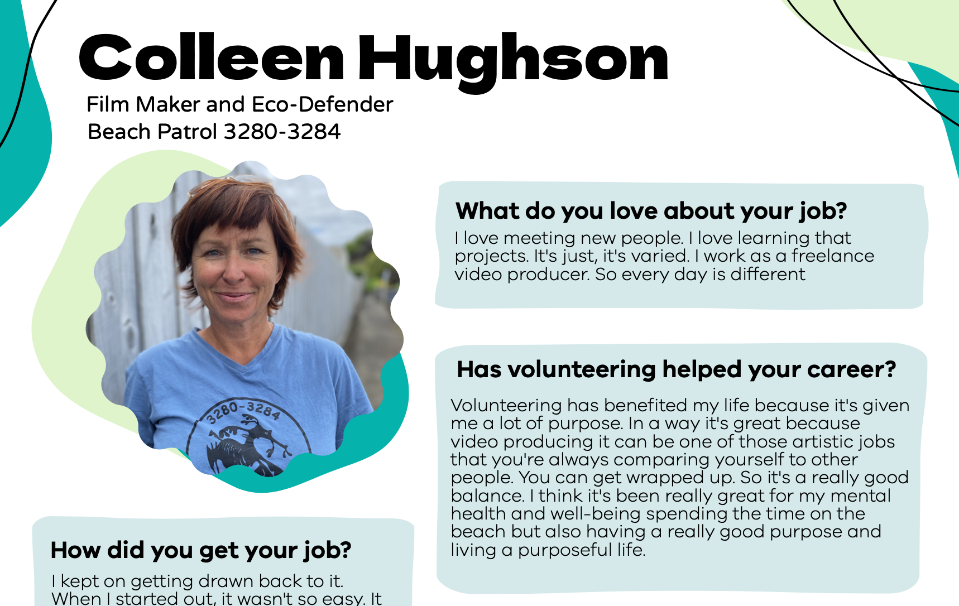 Colleen Hughson
Film Maker and Eco-Defender
Beach Patrol 3280-3284
3280-3284
What do you love about your job?
I love meeting new people. I love learning that
projects. It's just, it's varied. I work as a freelance
video producer. So every day is different
Has volunteering helped your career?
Volunteering has benefited my life because it's given
me a lot of purpose. In a way it's great because
video producing it can be one of those artistic jobs
that you're always comparing yourself to other
people. You can get wrapped up. So it's a really good
balance. I think it's been really great for my mental
health and well-being spending the time on the
beach but also having a really good purpose and
living a purposeful life.
How did you get your job?
I kept on getting drawn back to it.
When I started out, it wasn't so easy. It